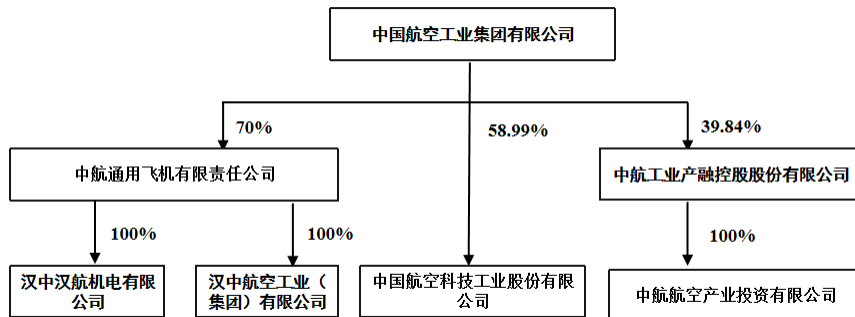 中国航空工业集团有限公司
70%
58.99%
39.84%
中航通用飞机有限责任公司
中航工业产融控股股份有限公司
100%
100%
100%
汉中汉航机电有限
公司
汉中航空工业（
集团）有限公司
中国航空科技工业股份有限
公司
中航航空产业投资有限公司